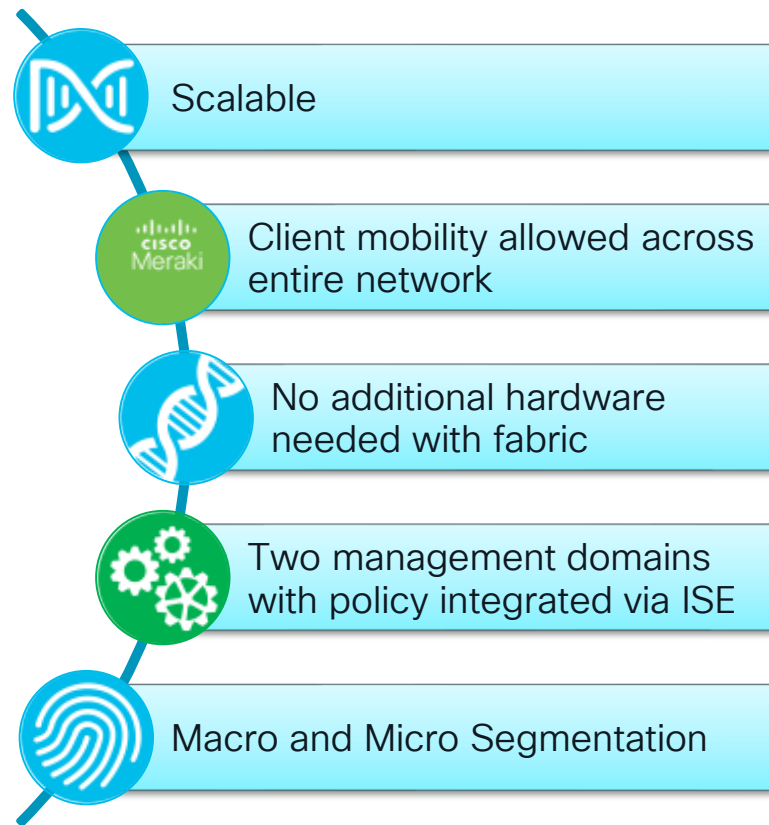 Scalable
CISCO
Meraki
Client mobility allowed across
entire network
No additional hardware
needed with fabric
Two management domains
with policy integrated via ISE
Macro and Micro Segmentation